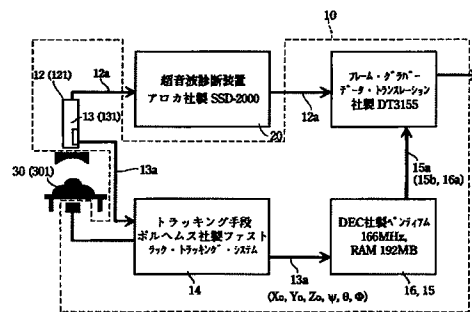 10
12 (121)
12a
超音波診断装置
アロカ社製 SSD-2000
20
12a
フレーム・グラバー
データ・トランスレーション
社製 DT3155
13 (131)
13a
30 (301)
15a
(15b, 16a)
トラッキング手段
ポルヘムス社製ファスト
ラック・トラッキング・システム
14
13a
DEC社製ペンティアム
166MHz,
RAM 192MB
16, 15
(X₀, Y₀, Z₀, ψ, θ, Φ)